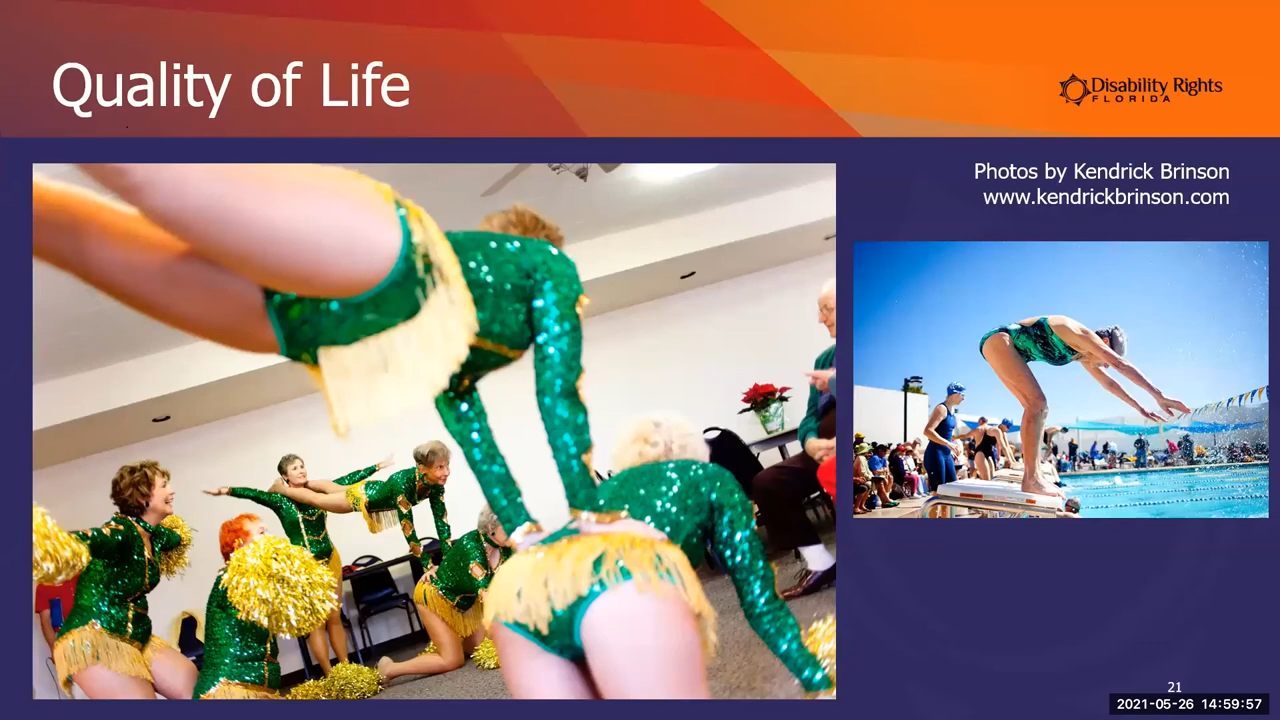 Quality of Life
Disability Rights
FLORIDA
Photos by Kendrick Brinson
www.kendrickbrinson.com
21
2021-05-26 14:59:57